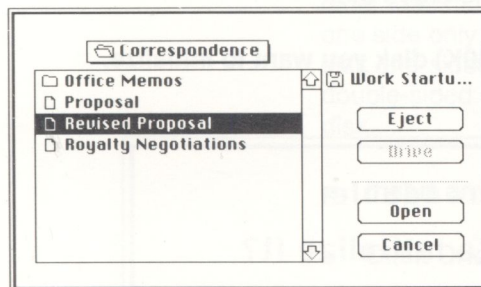 Correspondence
Office Memos
Proposal
Revised Proposal
Royalty Negotiations
Work Startu...
Eject
Drive
Open
Cancel